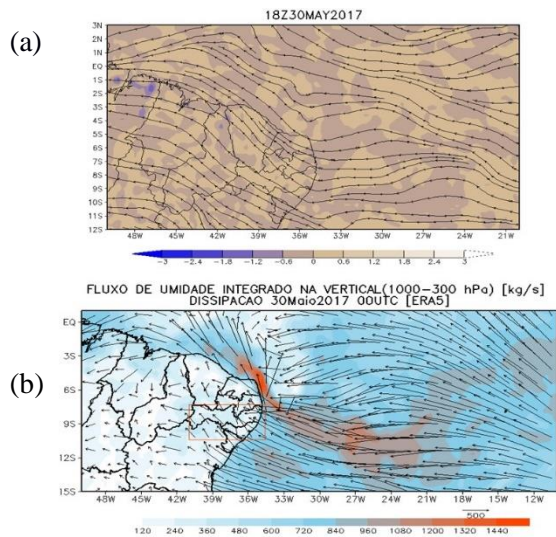 (a)
18Z30MAY2017
3N
2N
1N
EQ
1S
2S
3S
4S
5S
6S
7S
8S
9S
10S
11S
12S
48W 45W 42W 39W 36W 33W 30W 27W 24W 21W
-3 -2.4 -1.8 -1.2 -0.6 0 0.6 1.2 1.8 2.4 3
FLUXO DE UMIDADE INTEGRADO NA VERTICAL(1000-300 hPa) [kg/s]
DISSIPACAO 30Maio2017 00UTC [ERA5]
(b)
EQ
3S
6S
9S
12S
15S
48W 45W 42W 39W 36W 33W 30W 27W 24W 21W 18W 15W 12W
500
120 240 360 480 600 720 840 960 1080 1200 1320 1440